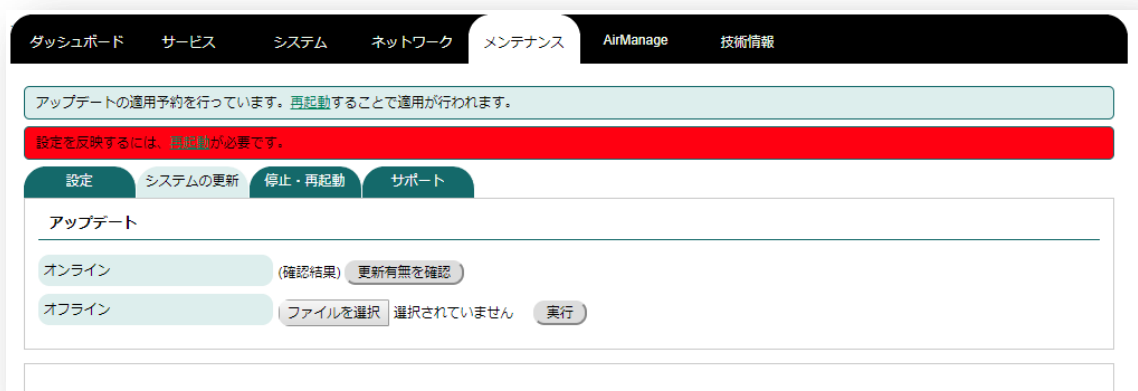 ダッシュボード サービス システム ネットワーク メンテナンス AirManage 技術情報
アップデートの適用予約を行っています。再起動することで適用が行われます。
設定を反映するには、再起動が必要です。
設定 システムの更新 停止・再起動 サポート
アップデート
オンライン (確認結果) 更新有無を確認
オフライン ファイルを選択 選択されていません 実行